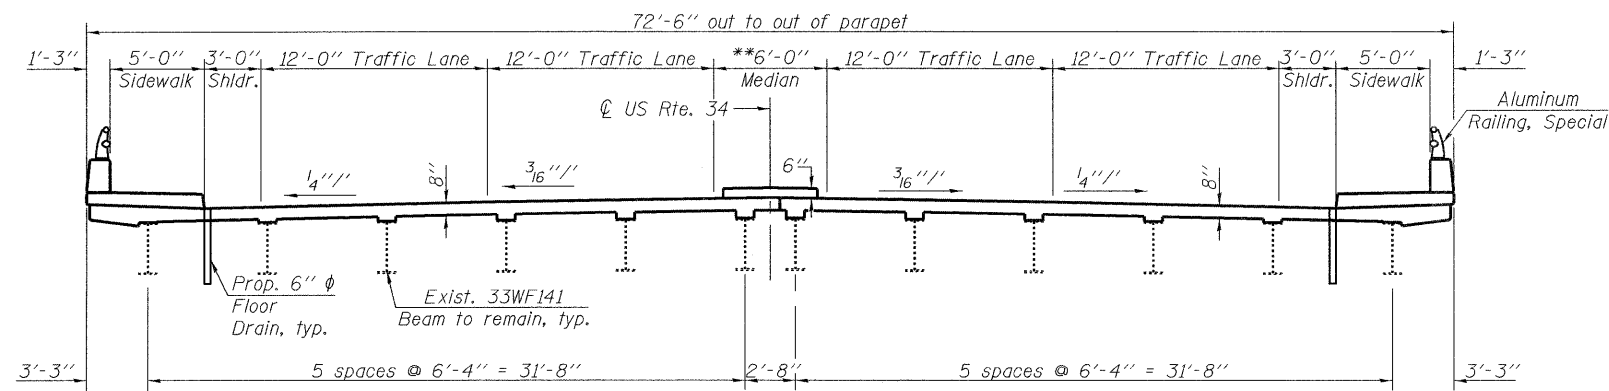 72'-6" out to out of parapet
1'-3" 5'-0" 3'-0" 12'-0" Traffic Lane 12'-0" Traffic Lane **6'-0" 12'-0" Traffic Lane 12'-0" Traffic Lane 3'-0" 5'-0" 1'-3"
Sidewalk Shldr. Median Shldr. Sidewalk
℄ US Rte. 34
Aluminum
Railing, Special
1/4"/' 8" 3/16"/' 6" 3/16"/' 1/4"/' 8"
Prop. 6" φ
Floor
Drain, typ.
Exist. 33WF141
Beam to remain, typ.
3'-3" 5 spaces @ 6'-4" = 31'-8" 2'-8" 5 spaces @ 6'-4" = 31'-8" 3'-3"